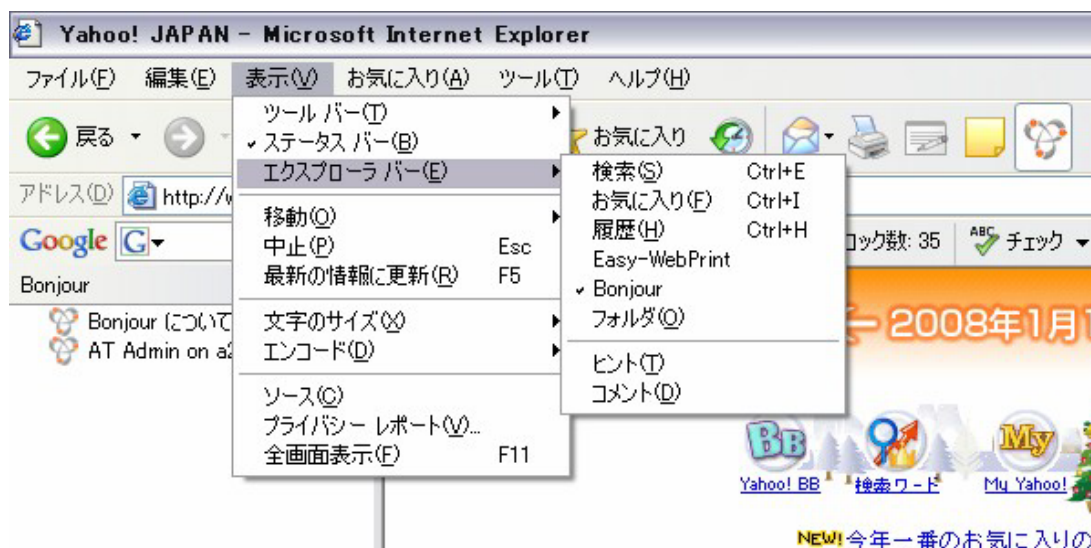 Yahoo! JAPAN - Microsoft Internet Explorer
ファイル(F) 編集(E) 表示(V) お気に入り(A) ツール(T) ヘルプ(H)
戻る お気に入り
アドレス(D) http://w
Google G ロック数: 35 ABC チェック
Bonjour
Bonjour について
AT Admin on a2
ツール バー(T)
ステータス バー(B)
エクスプローラ バー(E)
移動(O)
中止(P) Esc
最新の情報に更新(R) F5
文字のサイズ(X)
エンコード(D)
ソース(C)
プライバシー レポート(V)...
全画面表示(F) F11
検索(S) Ctrl+E
お気に入り(F) Ctrl+I
履歴(H) Ctrl+H
Easy-WebPrint
Bonjour
フォルダ(O)
ヒント(T)
コメント(D)
2008年1月1
BB My
Yahoo! BB 検索ワード My Yahoo!
NEW! 今年一番のお気に入りの